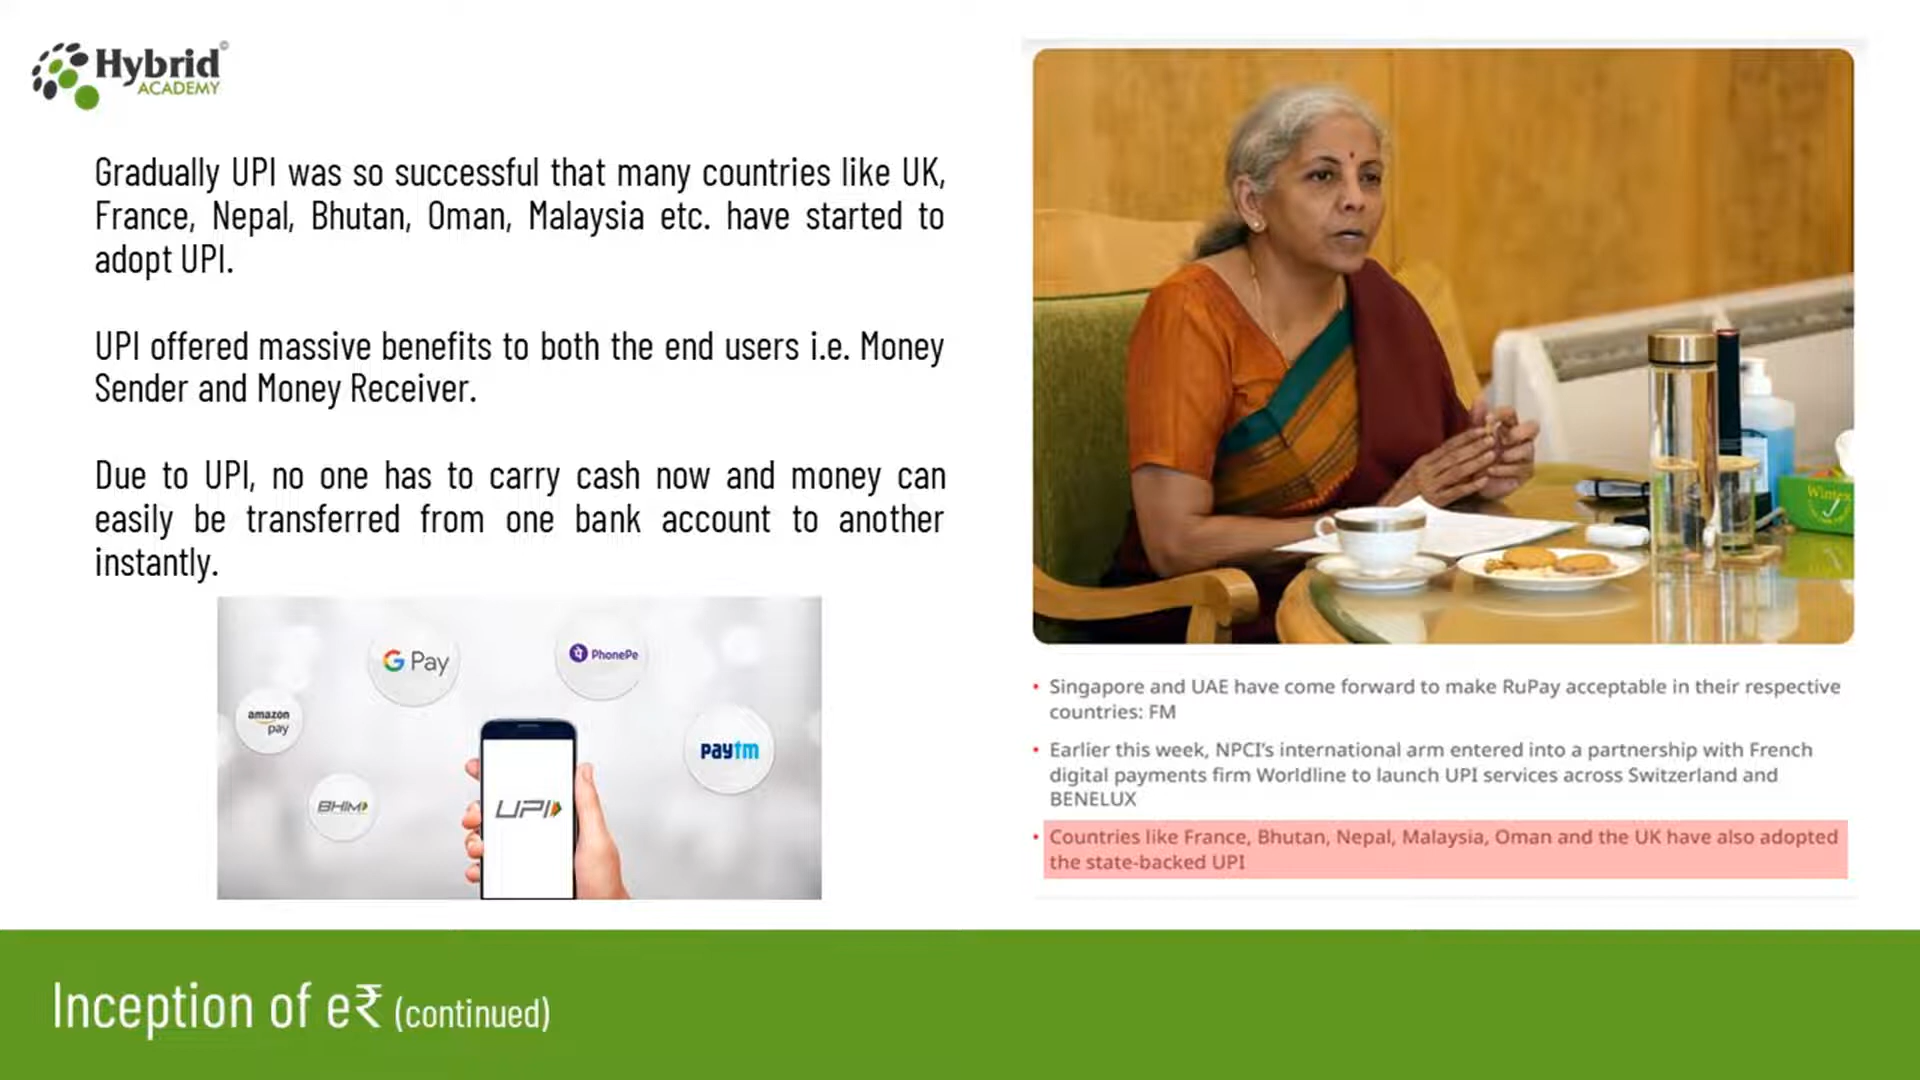 Hybrid
ACADEMY
Gradually UPI was so successful that many countries like UK,
France, Nepal, Bhutan, Oman, Malaysia etc. have started to
adopt UPI.
UPI offered massive benefits to both the end users i.e. Money
Sender and Money Receiver.
Due to UPI, no one has to carry cash now and money can
easily be transferred from one bank account to another
instantly.
G Pay
PhonePe
amazon
pay
paytm
BHIM
UPI
Wintex
• Singapore and UAE have come forward to make RuPay acceptable in their respective
countries: FM
• Earlier this week, NPCI's international arm entered into a partnership with French
digital payments firm Worldline to launch UPI services across Switzerland and
BENELUX
• Countries like France, Bhutan, Nepal, Malaysia, Oman and the UK have also adopted
the state-backed UPI
Inception of e₹ (continued)